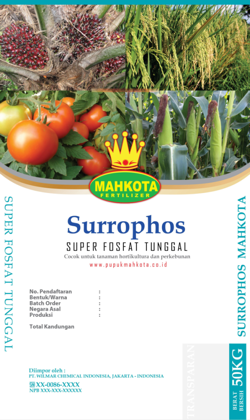 MAHKOTA
FERTILIZER
Surrophos
SUPER FOSFAT TUNGGAL
Cocok untuk tanaman hortikultura dan perkebunan
www.pupukmahkota.co.id
No. Pendaftaran :
Bentuk/Warna :
Batch Order :
Negara Asal :
Produksi :
Total Kandungan
Diimpor oleh :
PT. WILMAR CHEMICAL INDONESIA, JAKARTA - INDONESIA
XX-0086-XXXX
NPB XXX-XXX-XXXXXX
SUPER FOSFAT TUNGGAL
TRANSPARAN
SURROPHOS MAHKOTA
BERAT
BERSIH
50KG